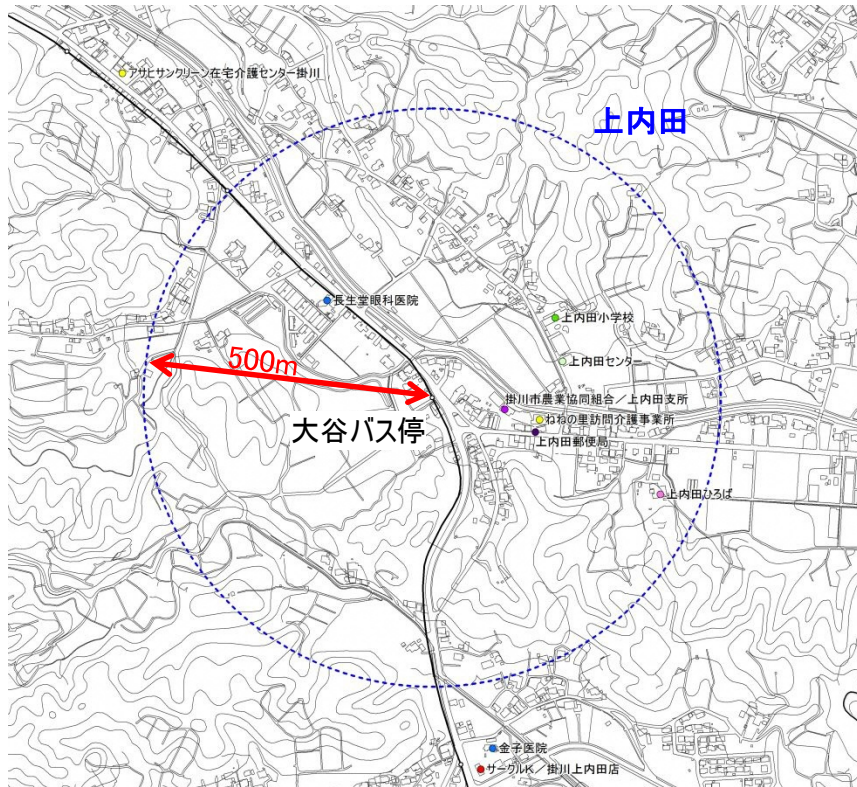 アサヒサンクリーン在宅介護センター掛川
上内田
長生堂眼科医院
上内田小学校
500m
上内田センター
掛川市農業協同組合／上内田支所
ねねの里訪問介護事業所
大谷バス停
上内田郵便局
上内田ひろば
金子医院
サークルK／掛川上内田店